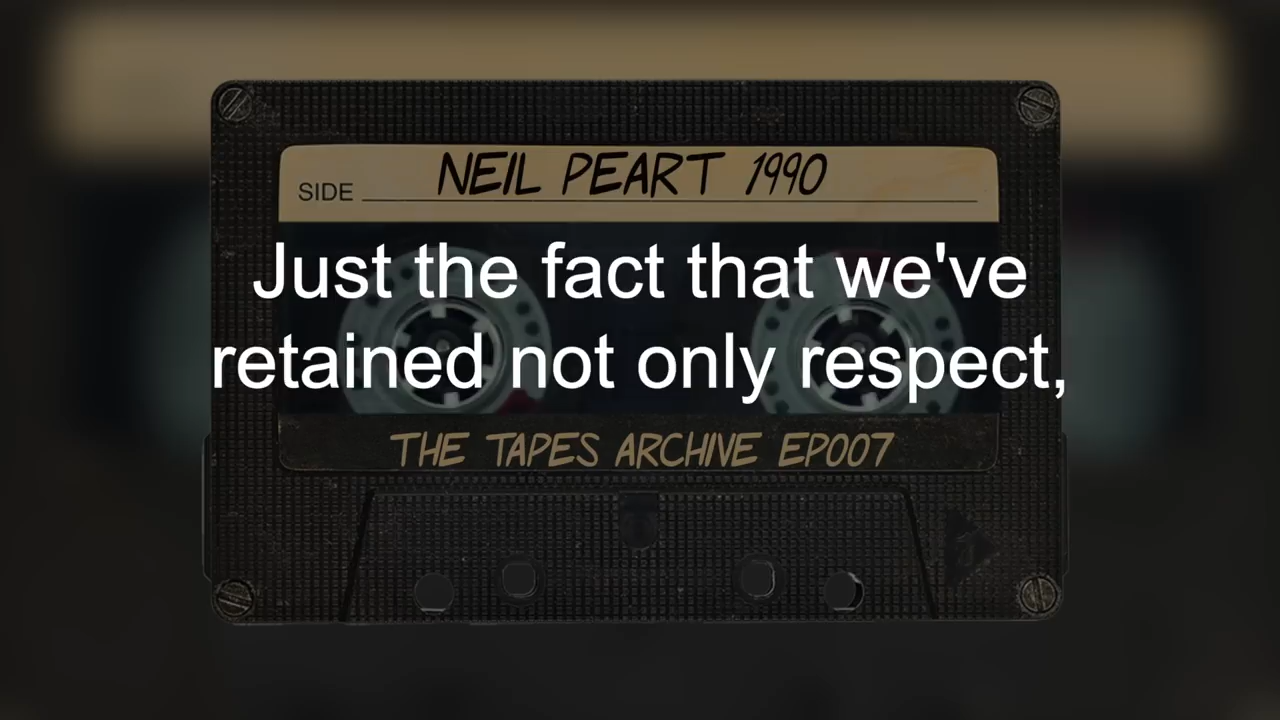 NEIL PEART 1990
SIDE
Just the fact that we've
retained not only respect,
THE TAPES ARCHIVE EP007